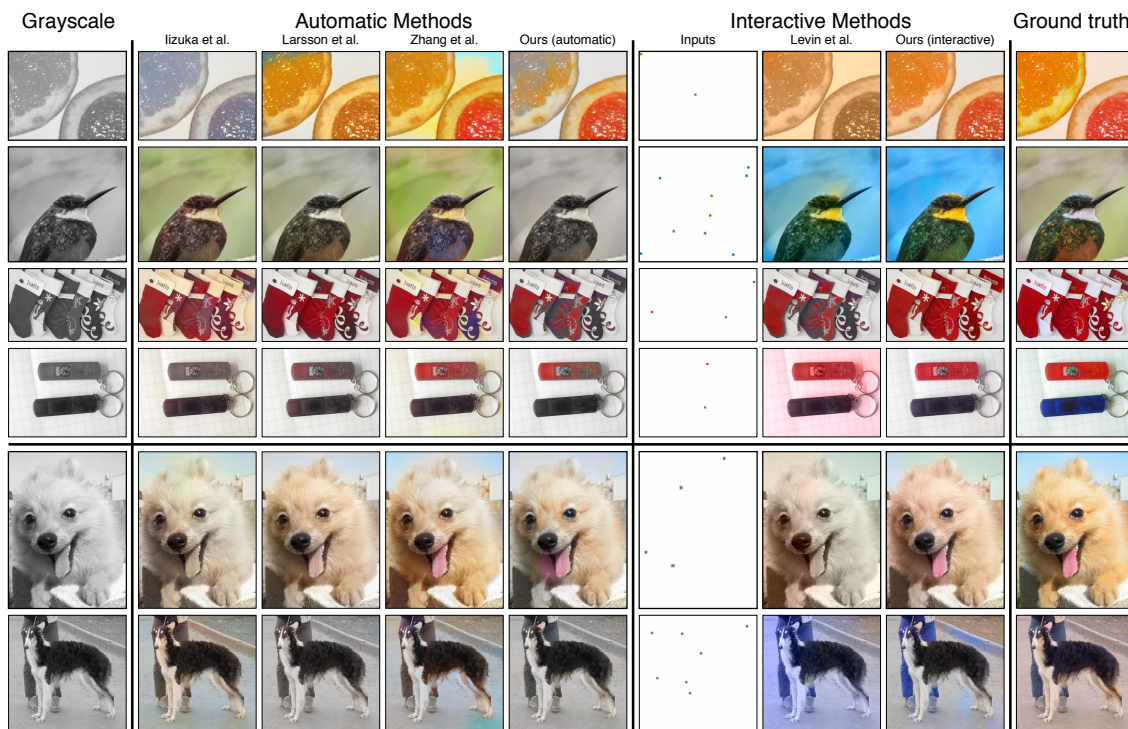 Grayscale
Automatic Methods
Interactive Methods
Ground truth
Iizuka et al.
Larsson et al.
Zhang et al.
Ours (automatic)
Inputs
Levin et al.
Ours (interactive)